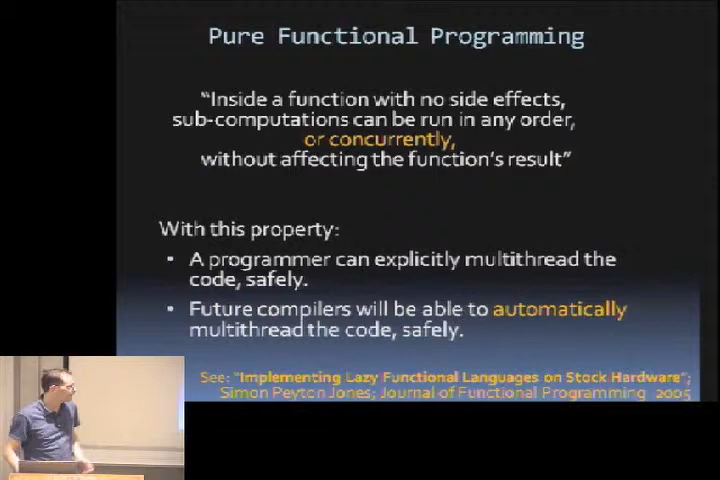 Pure Functional Programming
“Inside a function with no side effects,
sub-computations can be run in any order,
or concurrently,
without affecting the function’s result”
With this property:
• A programmer can explicitly multithread the
code, safely.
• Future compilers will be able to automatically
multithread the code, safely.
See: “Implementing Lazy Functional Languages on Stock Hardware”;
Simon Peyton Jones; Journal of Functional Programming 2005